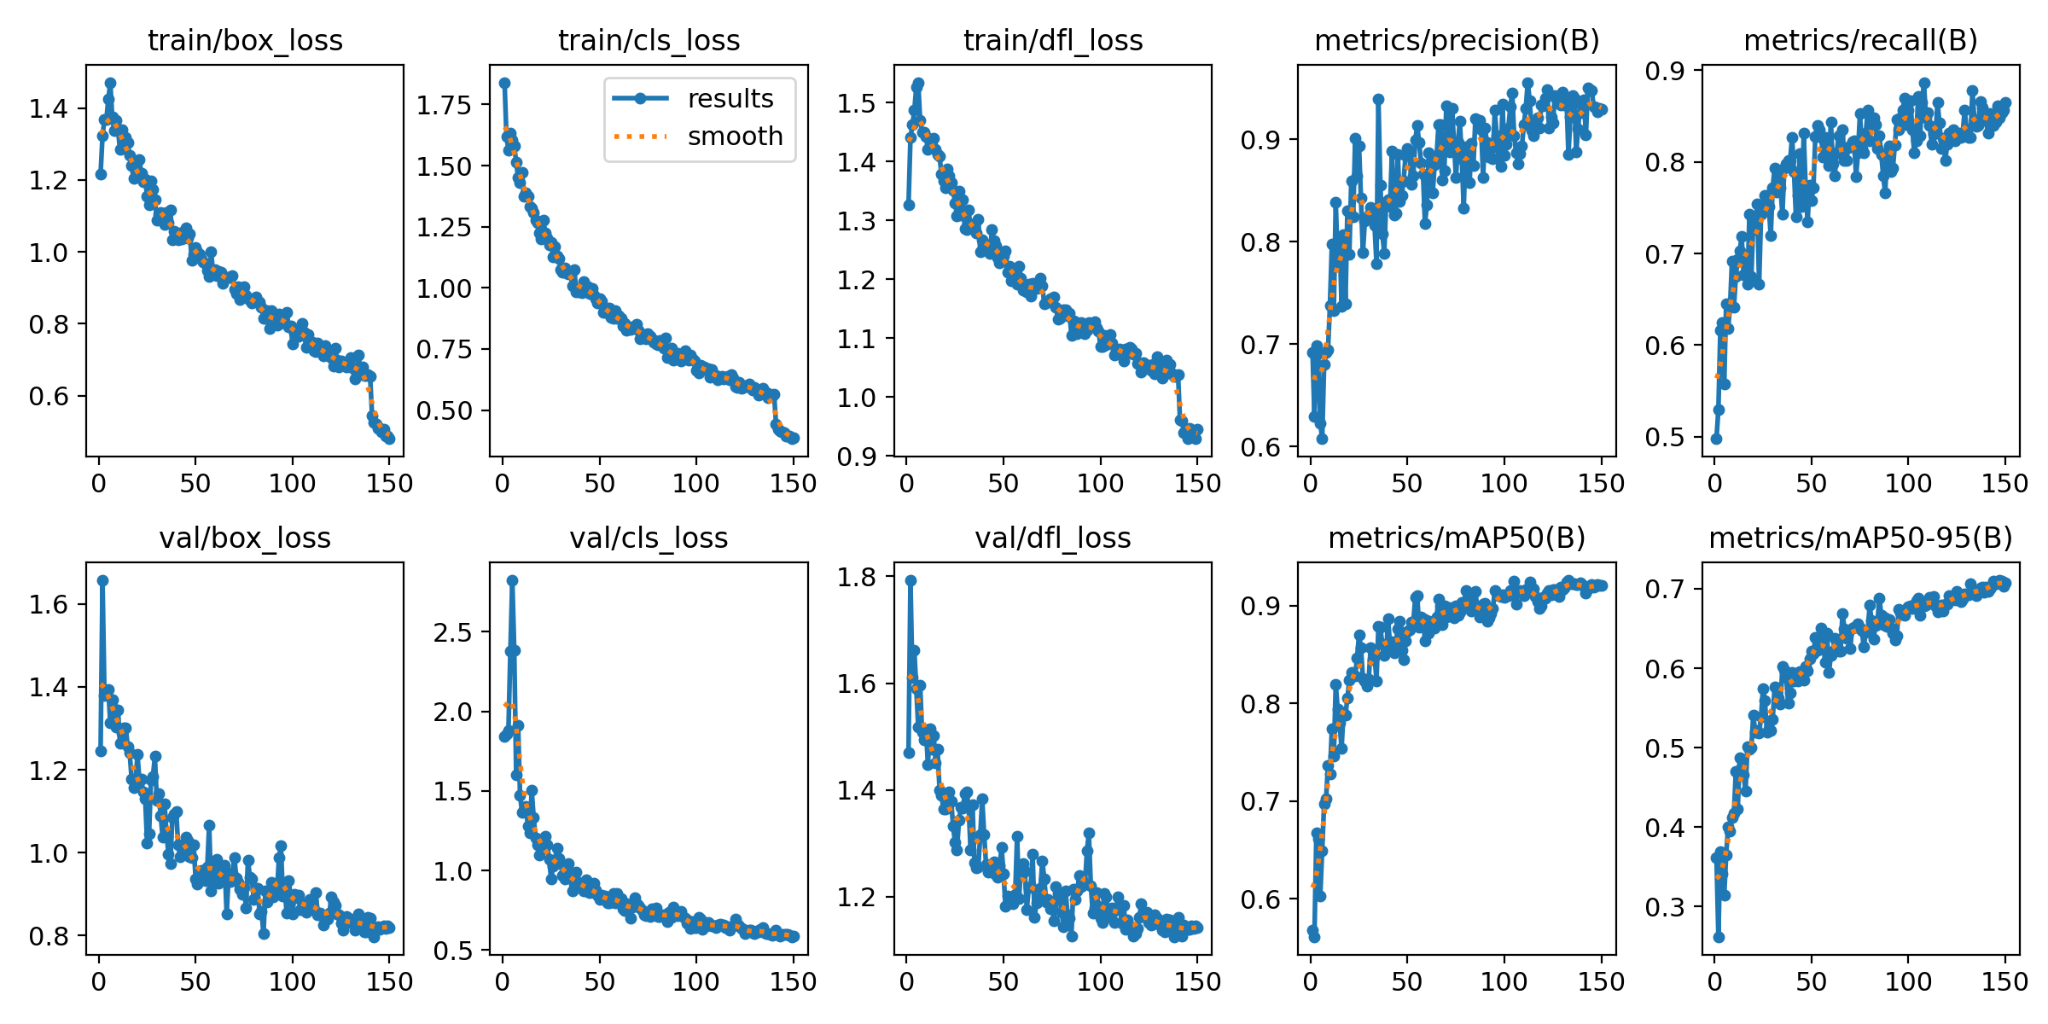 train/box_loss
1.4
1.2
1.0
0.8
0.6
0 50 100 150
train/cls_loss
results
smooth
1.75
1.50
1.25
1.00
0.75
0.50
0 50 100 150
train/dfl_loss
1.5
1.4
1.3
1.2
1.1
1.0
0.9
0 50 100 150
metrics/precision(B)
0.9
0.8
0.7
0.6
0 50 100 150
metrics/recall(B)
0.9
0.8
0.7
0.6
0.5
0 50 100 150
val/box_loss
1.6
1.4
1.2
1.0
0.8
0 50 100 150
val/cls_loss
2.5
2.0
1.5
1.0
0.5
0 50 100 150
val/dfl_loss
1.8
1.6
1.4
1.2
0 50 100 150
metrics/mAP50(B)
0.9
0.8
0.7
0.6
0 50 100 150
metrics/mAP50-95(B)
0.7
0.6
0.5
0.4
0.3
0 50 100 150